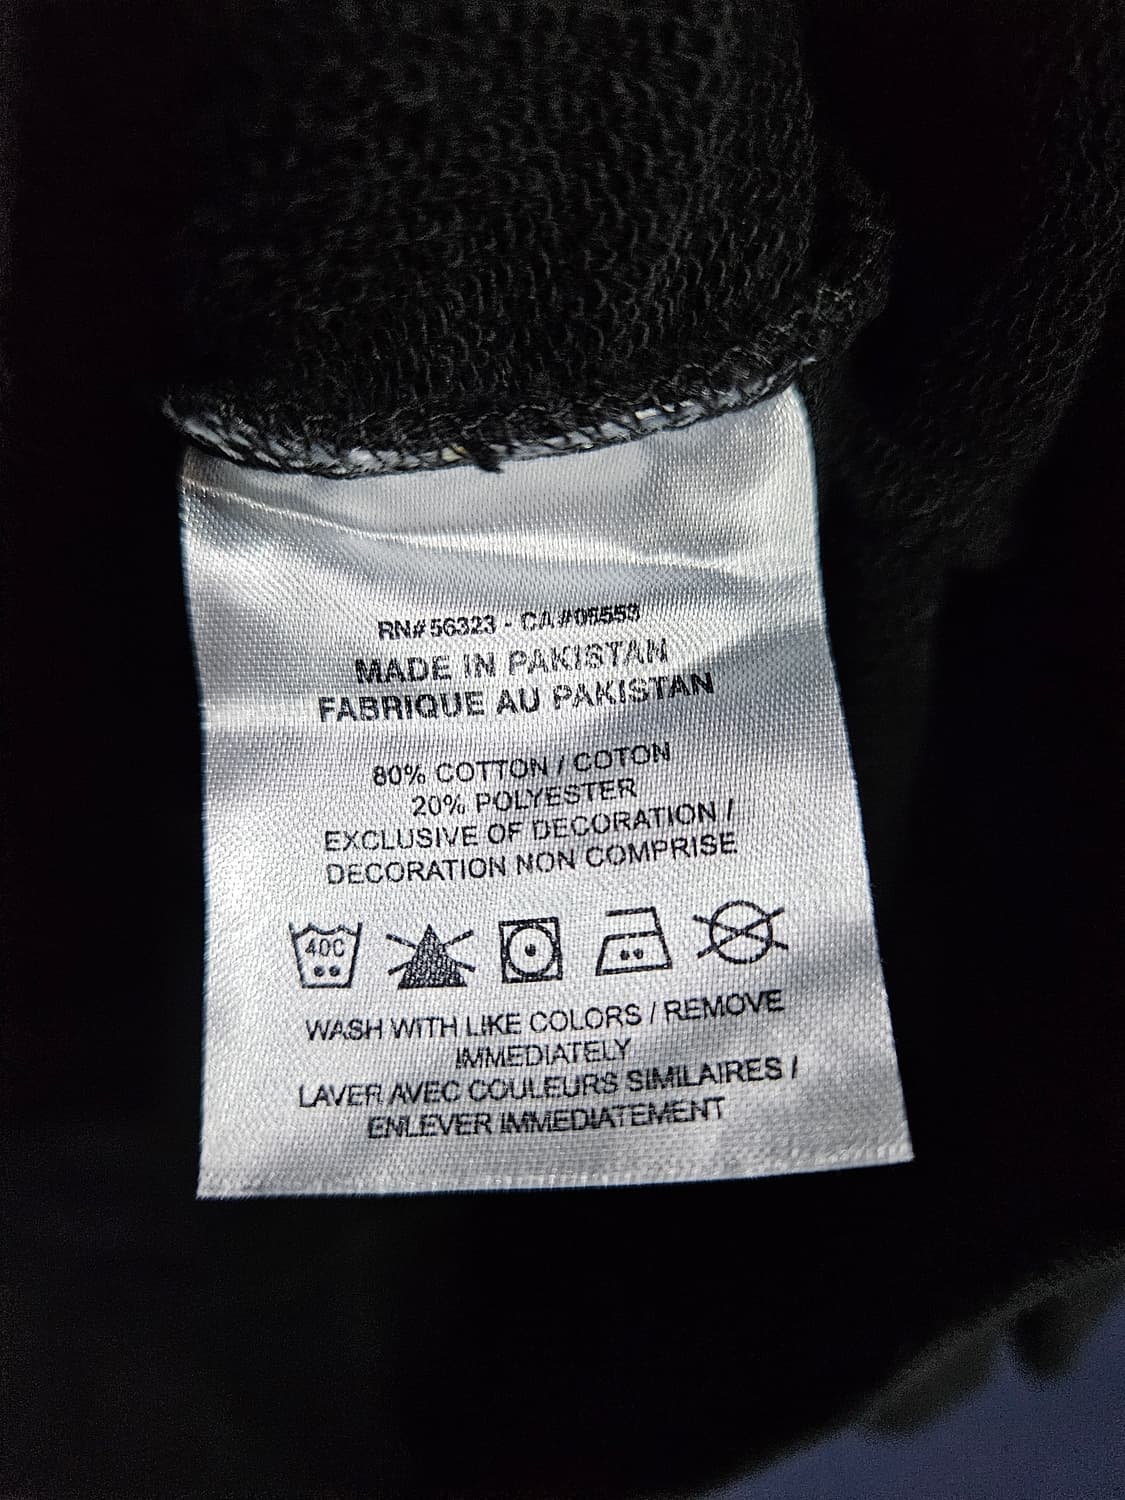 RN# 56323 - CA #05553
MADE IN PAKISTAN
FABRIQUE AU PAKISTAN
80% COTTON / COTON
20% POLYESTER
EXCLUSIVE OF DECORATION /
DECORATION NON COMPRISE
40C
WASH WITH LIKE COLORS / REMOVE
IMMEDIATELY
LAVER AVEC COULEURS SIMILAIRES /
ENLEVER IMMEDIATEMENT